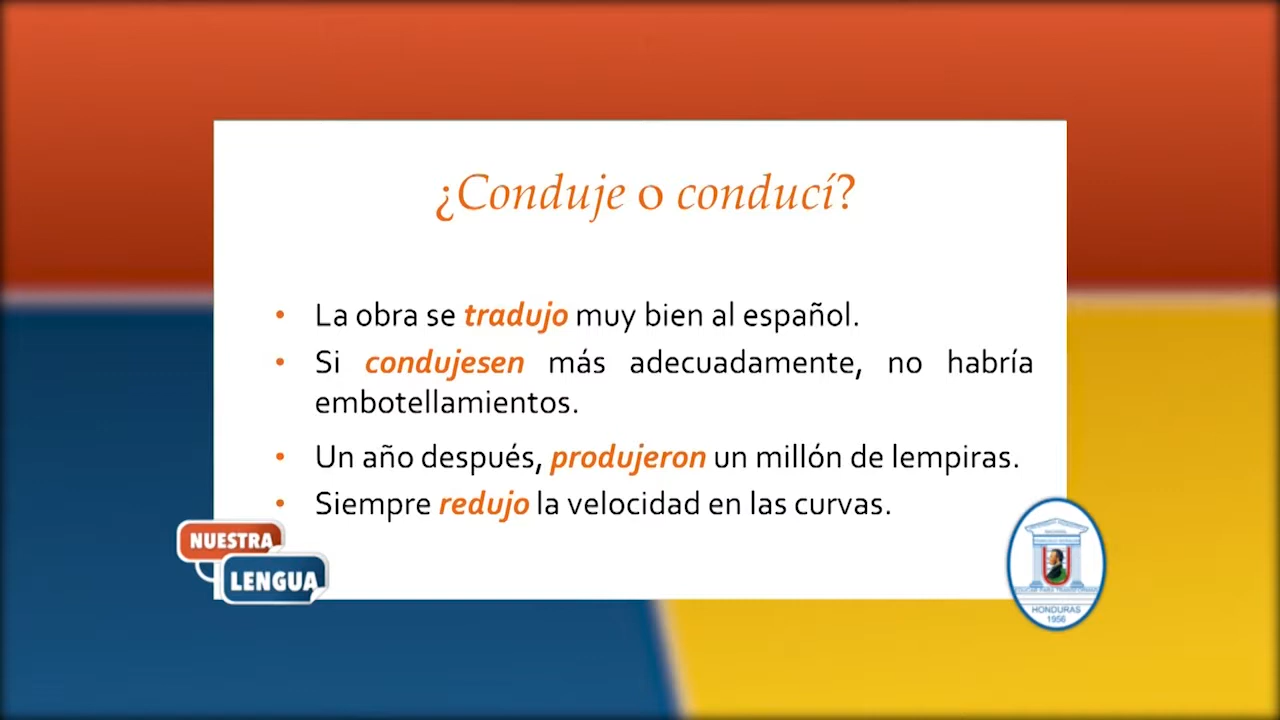 ¿Conduje o conducí?
• La obra se tradujo muy bien al español.
• Si condujesen más adecuadamente, no habría
embotellamientos.
• Un año después, produjeron un millón de lempiras.
• Siempre redujo la velocidad en las curvas.
NUESTRA
LENGUA
HONDURAS
1956